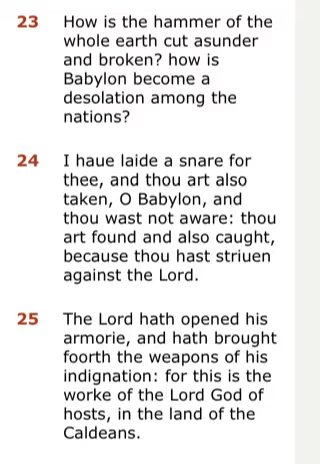 23 How is the hammer of the
whole earth cut asunder
and broken? how is
Babylon become a
desolation among the
nations?
24 I haue laide a snare for
thee, and thou art also
taken, O Babylon, and
thou wast not aware: thou
art found and also caught,
because thou hast striuen
against the Lord.
25 The Lord hath opened his
armorie, and hath brought
foorth the weapons of his
indignation: for this is the
worke of the Lord God of
hosts, in the land of the
Caldeans.